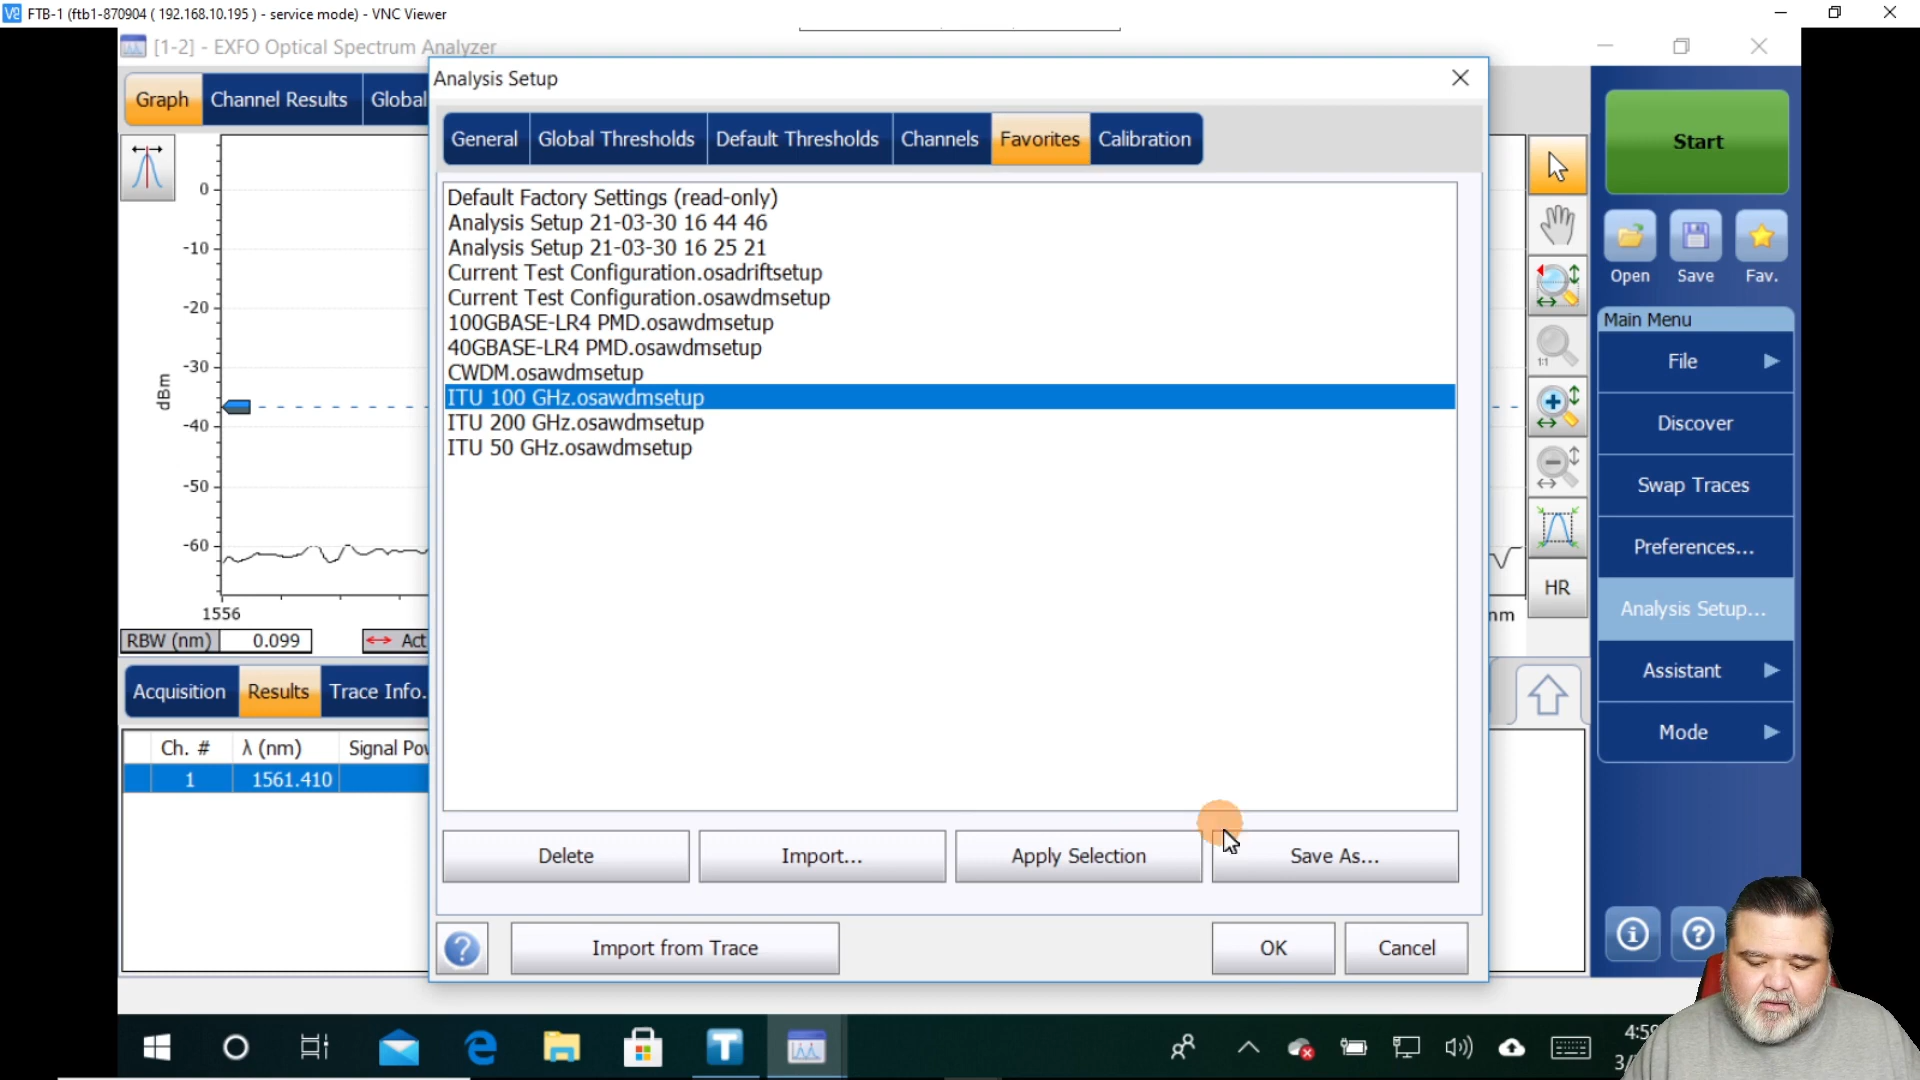 FTB-1 (ftb1-870904 ( 192.168.10.195 ) - service mode) - VNC Viewer
[1-2] - EXFO Optical Spectrum Analyzer
Analysis Setup
Graph
Channel Results
Global
General
Global Thresholds
Default Thresholds
Channels
Favorites
Calibration
Start
Default Factory Settings (read-only)
Analysis Setup 21-03-30 16 44 46
Analysis Setup 21-03-30 16 25 21
Current Test Configuration.osadriftsetup
Current Test Configuration.osawdmsetup
100GBASE-LR4 PMD.osawdmsetup
40GBASE-LR4 PMD.osawdmsetup
CWDM.osawdmsetup
ITU 100 GHz.osawdmsetup
ITU 200 GHz.osawdmsetup
ITU 50 GHz.osawdmsetup
0
-10
-20
-30
-40
-50
-60
dBm
1556
nm
RBW (nm) 0.099
Act
1:1
HR
Open
Save
Fav.
Main Menu
File
Discover
Swap Traces
Preferences...
Analysis Setup...
Assistant
Mode
Acquisition
Results
Trace Info.
Ch. # λ (nm) Signal Pow
1 1561.410
Delete
Import...
Apply Selection
Save As...
Import from Trace
OK
Cancel
4:59
3/